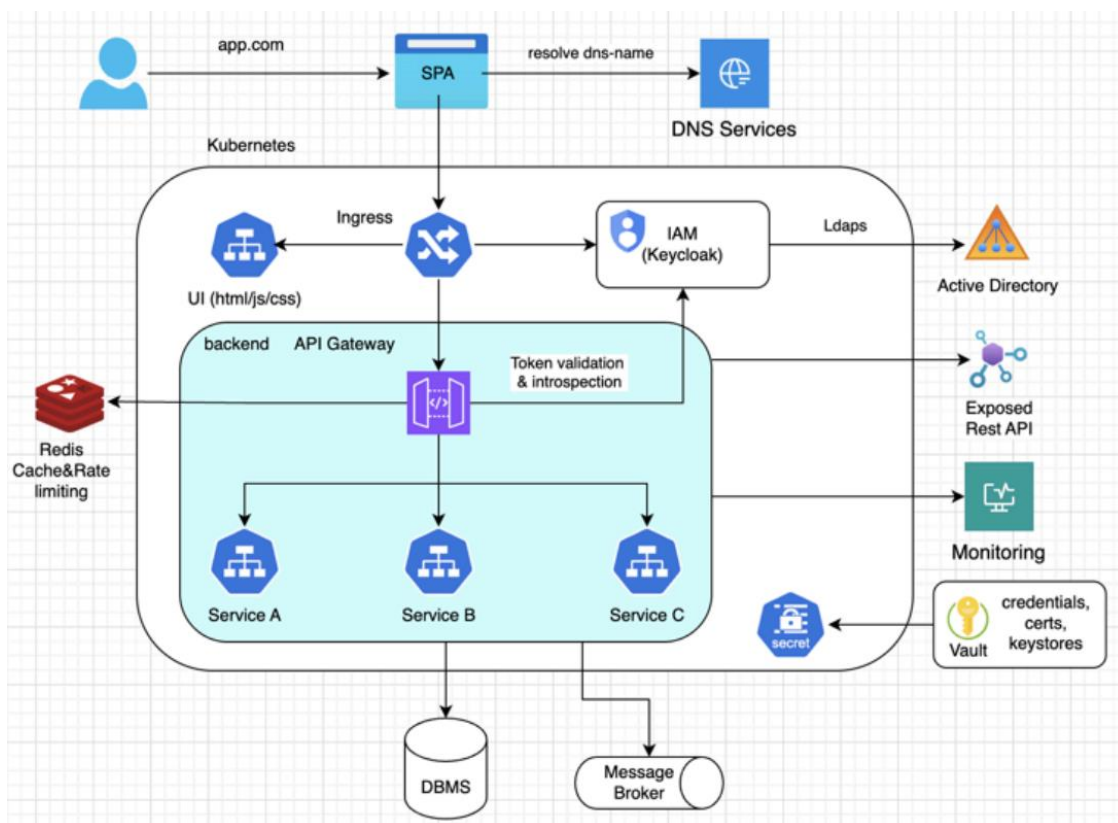 app.com
SPA
resolve dns-name
DNS Services
Kubernetes
Ingress
IAM
(Keycloak)
Ldaps
Active Directory
UI (html/js/css)
backend
API Gateway
Token validation
& introspection
</>
Exposed
Rest API
Redis
Cache&Rate
limiting
Monitoring
Service A
Service B
Service C
secret
Vault
credentials,
certs,
keystores
DBMS
Message
Broker